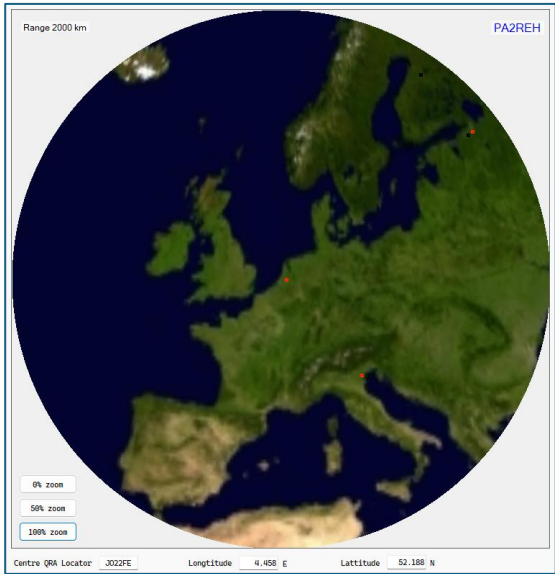 Range 2000 km
PA2REH
0% zoom
50% zoom
100% zoom
Centre QRA Locator JO22FE Longtitude 4.458 E Lattitude 52.188 N